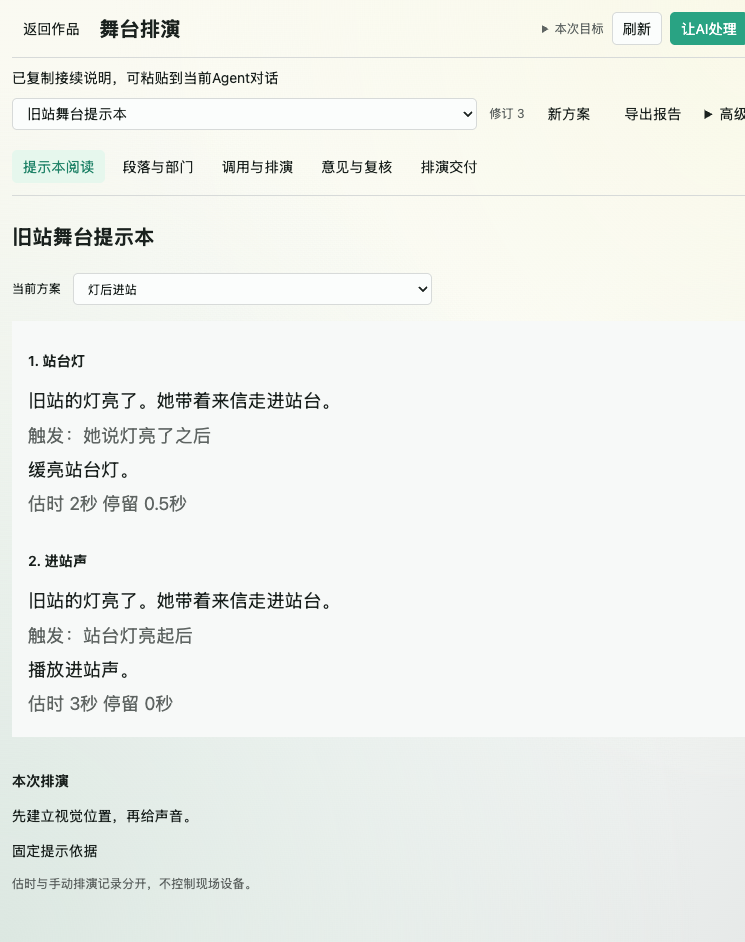 返回作品 舞台排演 ▶ 本次目标 刷新 让AI处理
已复制接续说明，可粘贴到当前Agent对话
旧站舞台提示本 修订 3 新方案 导出报告 ▶ 高级
提示本阅读 段落与部门 调用与排演 意见与复核 排演交付
旧站舞台提示本
当前方案 灯后进站
1. 站台灯
旧站的灯亮了。她带着来信走进站台。
触发：她说灯亮了之后
缓亮站台灯。
估时 2秒 停留 0.5秒
2. 进站声
旧站的灯亮了。她带着来信走进站台。
触发：站台灯亮起后
播放进站声。
估时 3秒 停留 0秒
本次排演
先建立视觉位置，再给声音。
固定提示依据
估时与手动排演记录分开，不控制现场设备。